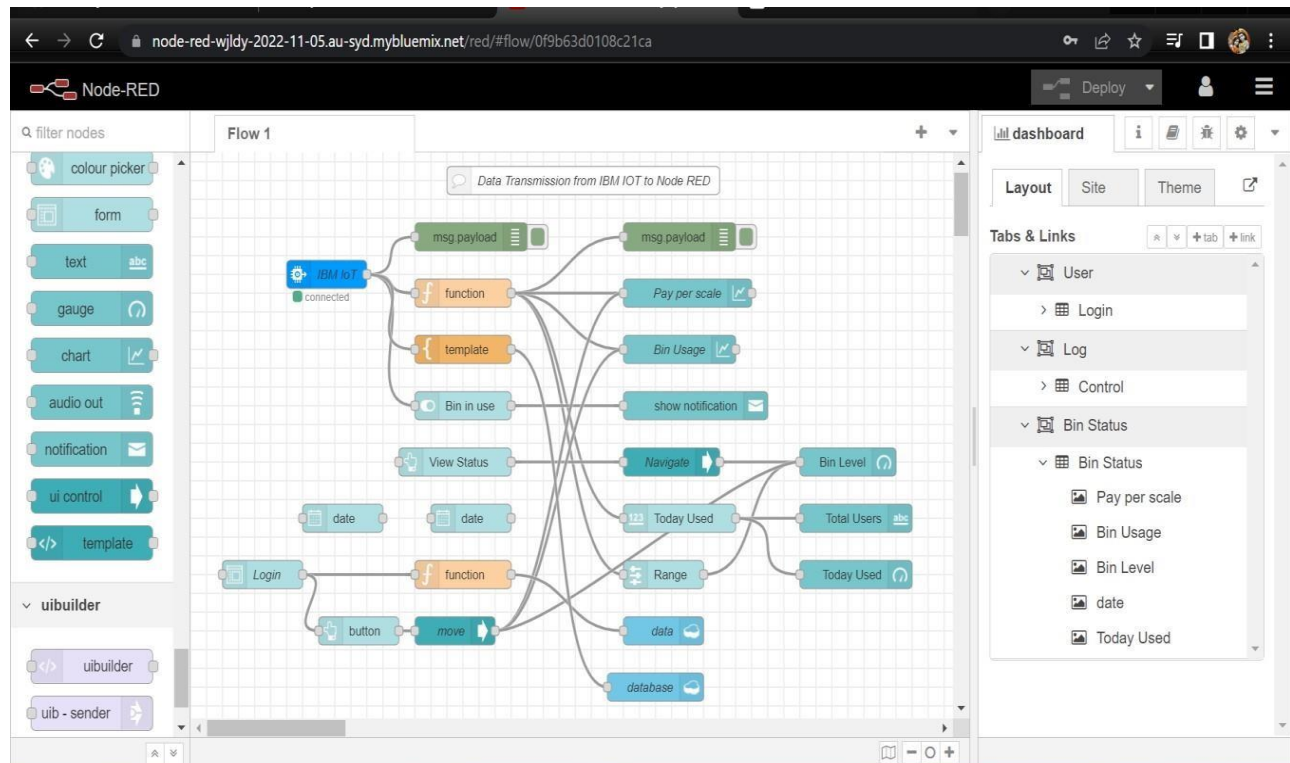 node-red-wjldy-2022-11-05.au-syd.mybluemix.net/red/#flow/0f9b63d0108c21ca
Node-RED
Deploy
filter nodes
colour picker
form
text
abc
gauge
chart
audio out
notification
ui control
</> template
uibuilder
</> uibuilder
uib - sender
Flow 1
Data Transmission from IBM IOT to Node RED
msg.payload
msg.payload
IBM IoT
connected
f function
Pay per scale
{ template
Bin Usage
Bin in use
show notification
View Status
Navigate
Bin Level
date
date
123 Today Used
Total Users abc
Login
f function
Range
Today Used
button
move
data
database
dashboard
i
Layout
Site
Theme
Tabs & Links
+ tab
+ link
User
Login
Log
Control
Bin Status
Bin Status
Pay per scale
Bin Usage
Bin Level
date
Today Used